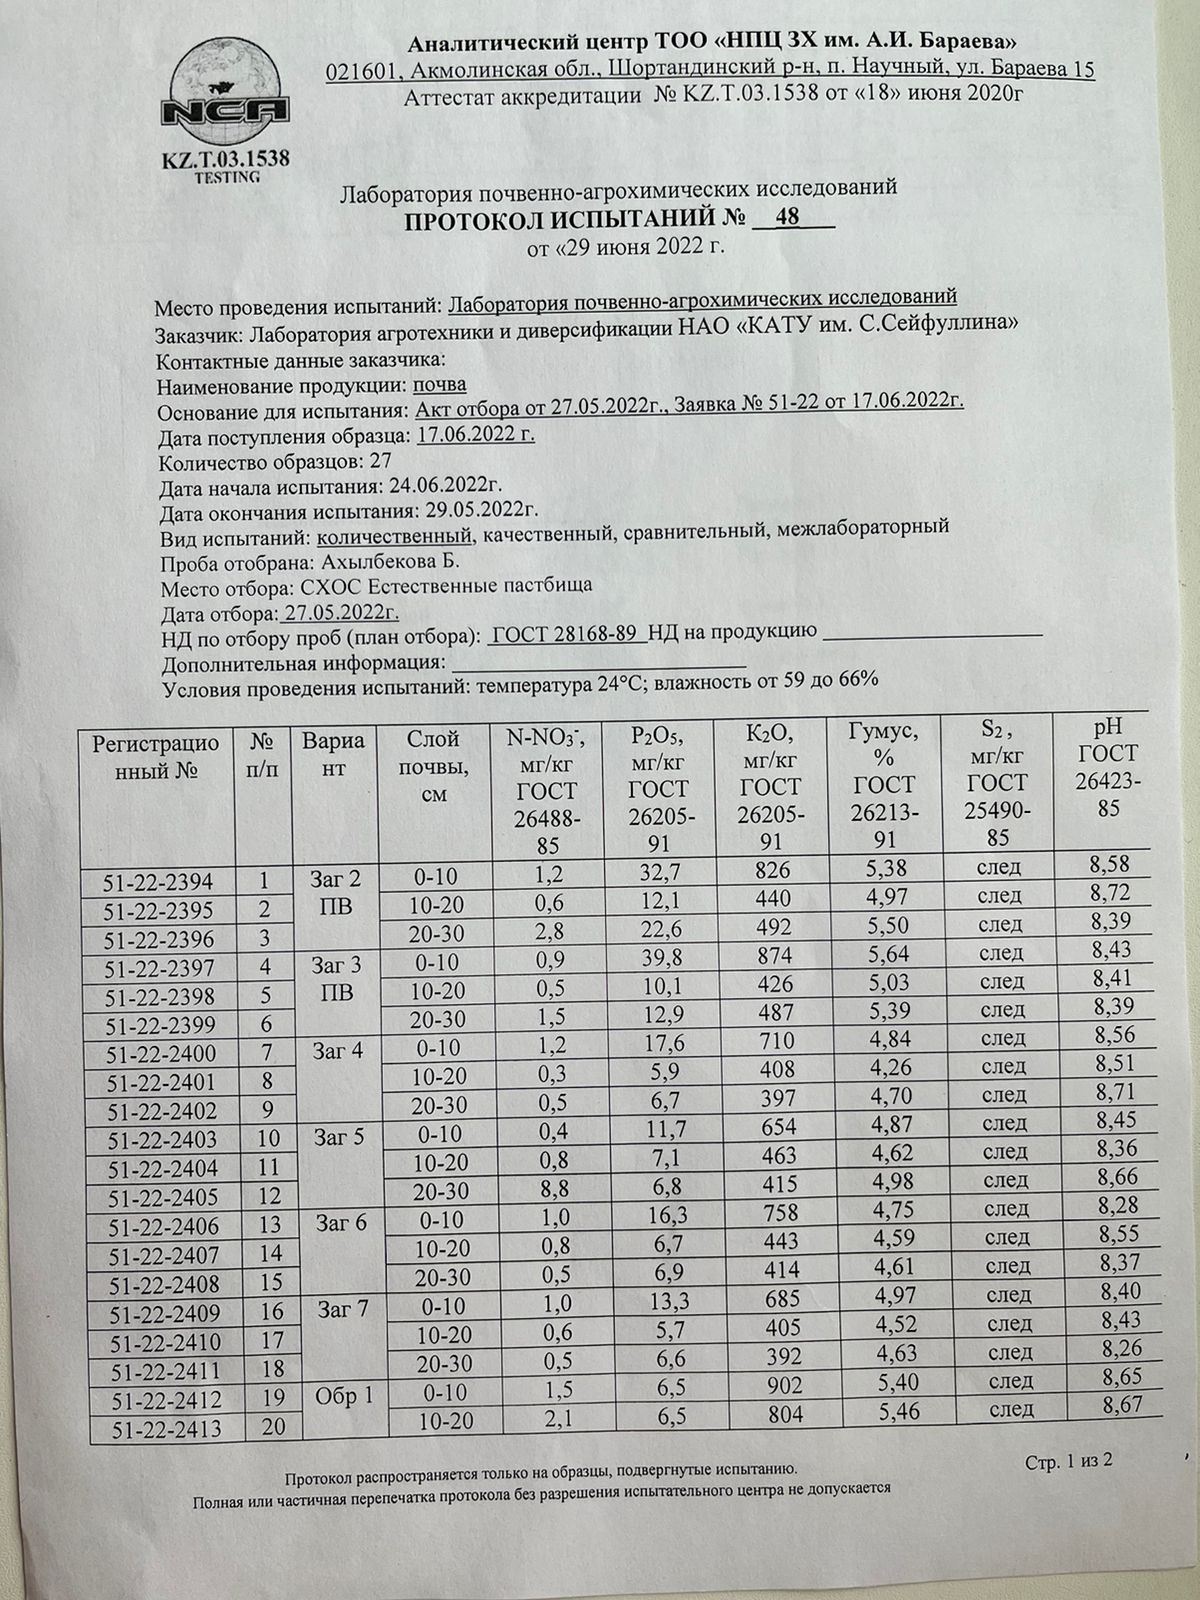 NCA
KZ.T.03.1538
TESTING
Аналитический центр ТОО «НПЦ ЗХ им. А.И. Бараева»
021601, Акмолинская обл., Шортандинский р-н, п. Научный, ул. Бараева 15
Аттестат аккредитации № KZ.T.03.1538 от «18» июня 2020г
Лаборатория почвенно-агрохимических исследований
ПРОТОКОЛ ИСПЫТАНИЙ № 48
от «29 июня 2022 г.
Место проведения испытаний: Лаборатория почвенно-агрохимических исследований
Заказчик: Лаборатория агротехники и диверсификации НАО «КАТУ им. С.Сейфуллина»
Контактные данные заказчика:
Наименование продукции: почва
Основание для испытания: Акт отбора от 27.05.2022г., Заявка № 51-22 от 17.06.2022г.
Дата поступления образца: 17.06.2022 г.
Количество образцов: 27
Дата начала испытания: 24.06.2022г.
Дата окончания испытания: 29.05.2022г.
Вид испытаний: количественный, качественный, сравнительный, межлабораторный
Проба отобрана: Ахылбекова Б.
Место отбора: СХОС Естественные пастбища
Дата отбора: 27.05.2022г.
НД по отбору проб (план отбора): ГОСТ 28168-89 НД на продукцию
Дополнительная информация:
Условия проведения испытаний: температура 24°С; влажность от 59 до 66%
Регистрацио нный № № п/п Вариа нт Слой почвы, см N-NO3-, мг/кг ГОСТ 26488-85 P2O5, мг/кг ГОСТ 26205-91 K2O, мг/кг ГОСТ 26205-91 Гумус, % ГОСТ 26213-91 S2 , мг/кг ГОСТ 25490-85 pH ГОСТ 26423-85
51-22-2394 1 Заг 2 ПВ 0-10 1,2 32,7 826 5,38 след 8,58
51-22-2395 2 10-20 0,6 12,1 440 4,97 след 8,72
51-22-2396 3 20-30 2,8 22,6 492 5,50 след 8,39
51-22-2397 4 Заг 3 ПВ 0-10 0,9 39,8 874 5,64 след 8,43
51-22-2398 5 10-20 0,5 10,1 426 5,03 след 8,41
51-22-2399 6 20-30 1,5 12,9 487 5,39 след 8,39
51-22-2400 7 Заг 4 0-10 1,2 17,6 710 4,84 след 8,56
51-22-2401 8 10-20 0,3 5,9 408 4,26 след 8,51
51-22-2402 9 20-30 0,5 6,7 397 4,70 след 8,71
51-22-2403 10 Заг 5 0-10 0,4 11,7 654 4,87 след 8,45
51-22-2404 11 10-20 0,8 7,1 463 4,62 след 8,36
51-22-2405 12 20-30 8,8 6,8 415 4,98 след 8,66
51-22-2406 13 Заг 6 0-10 1,0 16,3 758 4,75 след 8,28
51-22-2407 14 10-20 0,8 6,7 443 4,59 след 8,55
51-22-2408 15 20-30 0,5 6,9 414 4,61 след 8,37
51-22-2409 16 Заг 7 0-10 1,0 13,3 685 4,97 след 8,40
51-22-2410 17 10-20 0,6 5,7 405 4,52 след 8,43
51-22-2411 18 20-30 0,5 6,6 392 4,63 след 8,26
51-22-2412 19 Обр 1 0-10 1,5 6,5 902 5,40 след 8,65
51-22-2413 20 10-20 2,1 6,5 804 5,46 след 8,67
Протокол распространяется только на образцы, подвергнутые испытанию.
Стр. 1 из 2
Полная или частичная перепечатка протокола без разрешения испытательного центра не допускается